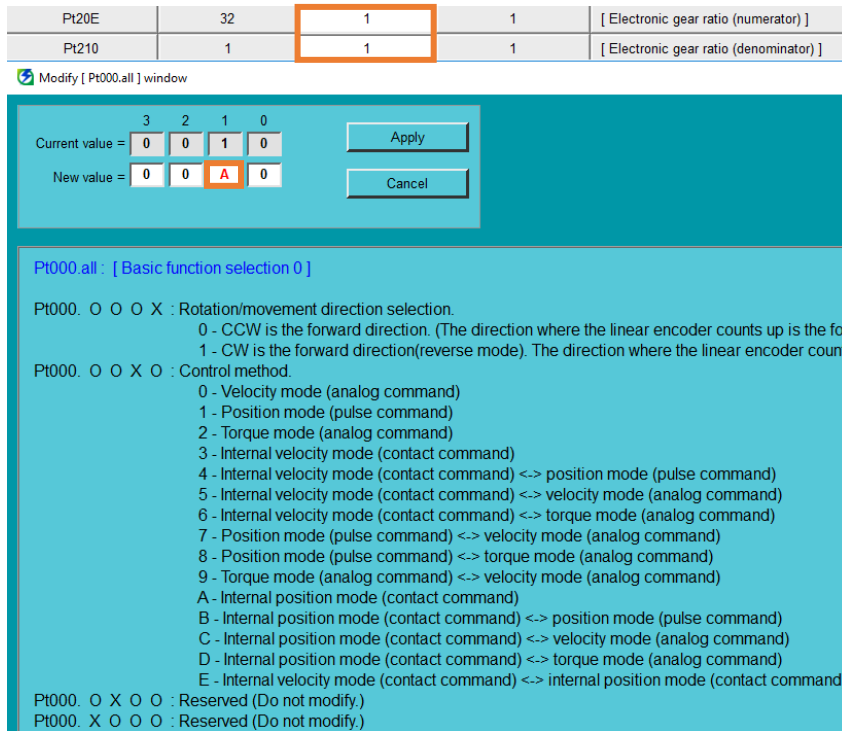 Pt20E 32 1 1 [ Electronic gear ratio (numerator) ]
Pt210 1 1 1 [ Electronic gear ratio (denominator) ]
Modify [ Pt000.all ] window
3 2 1 0
Current value = 0 0 1 0
Apply
New value = 0 0 A 0
Cancel
Pt000.all : [ Basic function selection 0 ]
Pt000. O O O X : Rotation/movement direction selection.
0 - CCW is the forward direction. (The direction where the linear encoder counts up is the fo
1 - CW is the forward direction(reverse mode). The direction where the linear encoder coun
Pt000. O O X O : Control method.
0 - Velocity mode (analog command)
1 - Position mode (pulse command)
2 - Torque mode (analog command)
3 - Internal velocity mode (contact command)
4 - Internal velocity mode (contact command) <-> position mode (pulse command)
5 - Internal velocity mode (contact command) <-> velocity mode (analog command)
6 - Internal velocity mode (contact command) <-> torque mode (analog command)
7 - Position mode (pulse command) <-> velocity mode (analog command)
8 - Position mode (pulse command) <-> torque mode (analog command)
9 - Torque mode (analog command) <-> velocity mode (analog command)
A - Internal position mode (contact command)
B - Internal position mode (contact command) <-> position mode (pulse command)
C - Internal position mode (contact command) <-> velocity mode (analog command)
D - Internal position mode (contact command) <-> torque mode (analog command)
E - Internal velocity mode (contact command) <-> internal position mode (contact command
Pt000. O X O O : Reserved (Do not modify.)
Pt000. X O O O : Reserved (Do not modify.)